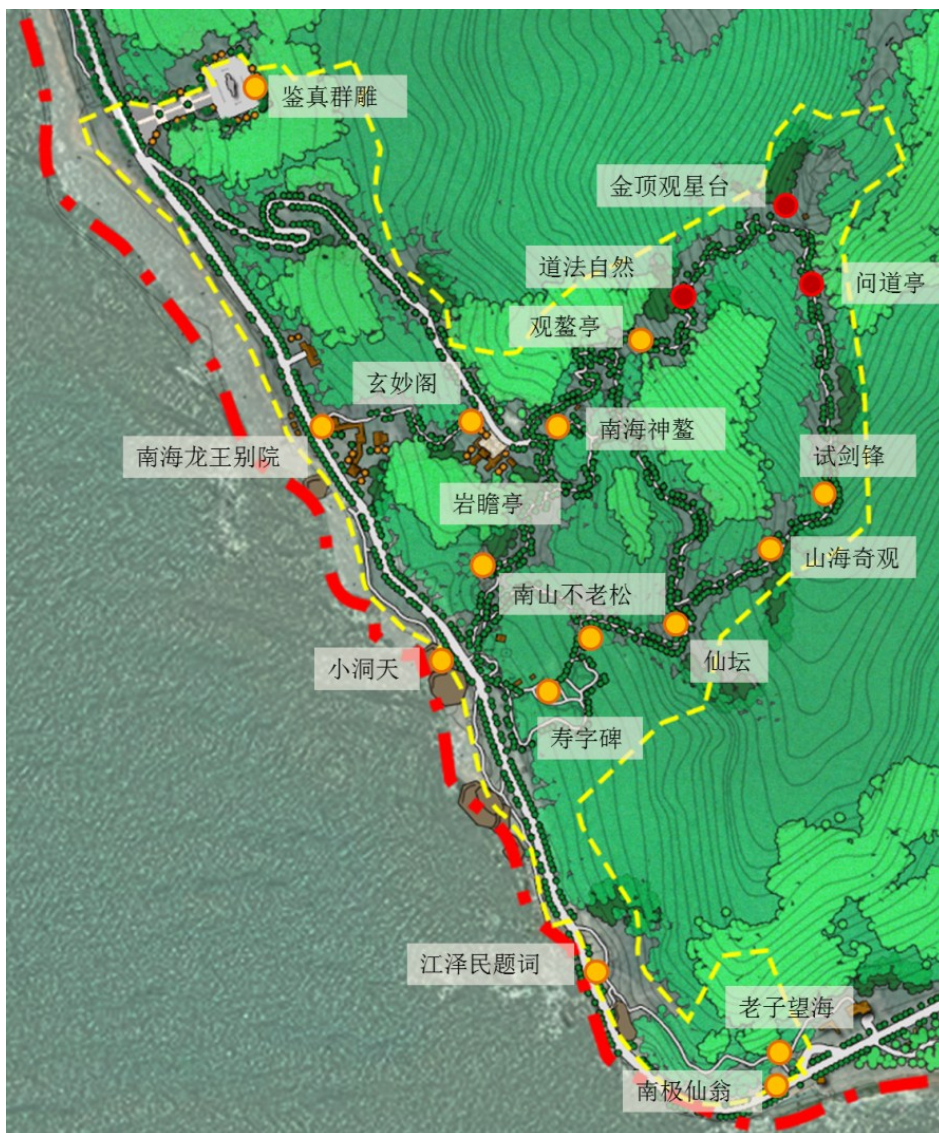 鉴真群雕
金顶观星台
道法自然
问道亭
观鳌亭
玄妙阁
南海神鳌
南海龙王别院
试剑锋
岩瞻亭
山海奇观
南山不老松
仙坛
小洞天
寿字碑
江泽民题词
老子望海
南极仙翁